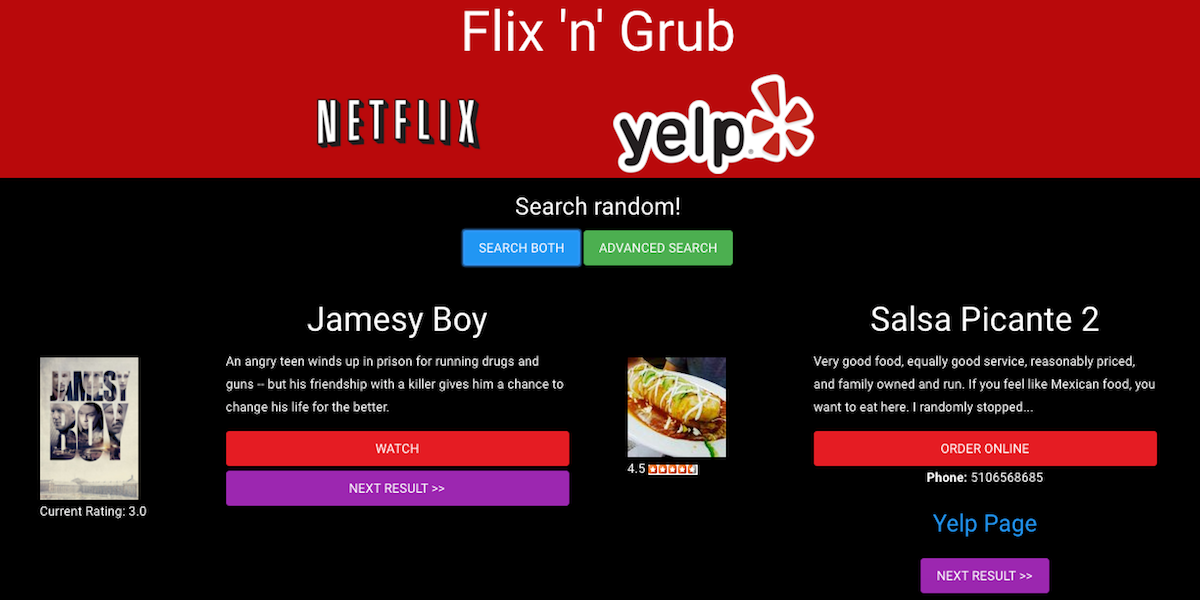 Flix 'n' Grub
NETFLIX
yelp
Search random!
SEARCH BOTH
ADVANCED SEARCH
Jamesy Boy
An angry teen winds up in prison for running drugs and
guns -- but his friendship with a killer gives him a chance to
change his life for the better.
WATCH
NEXT RESULT >>
JAMESY
BOY
Current Rating: 3.0
Salsa Picante 2
Very good food, equally good service, reasonably priced,
and family owned and run. If you feel like Mexican food, you
want to eat here. I randomly stopped...
4.5
ORDER ONLINE
Phone: 5106568685
Yelp Page
NEXT RESULT >>